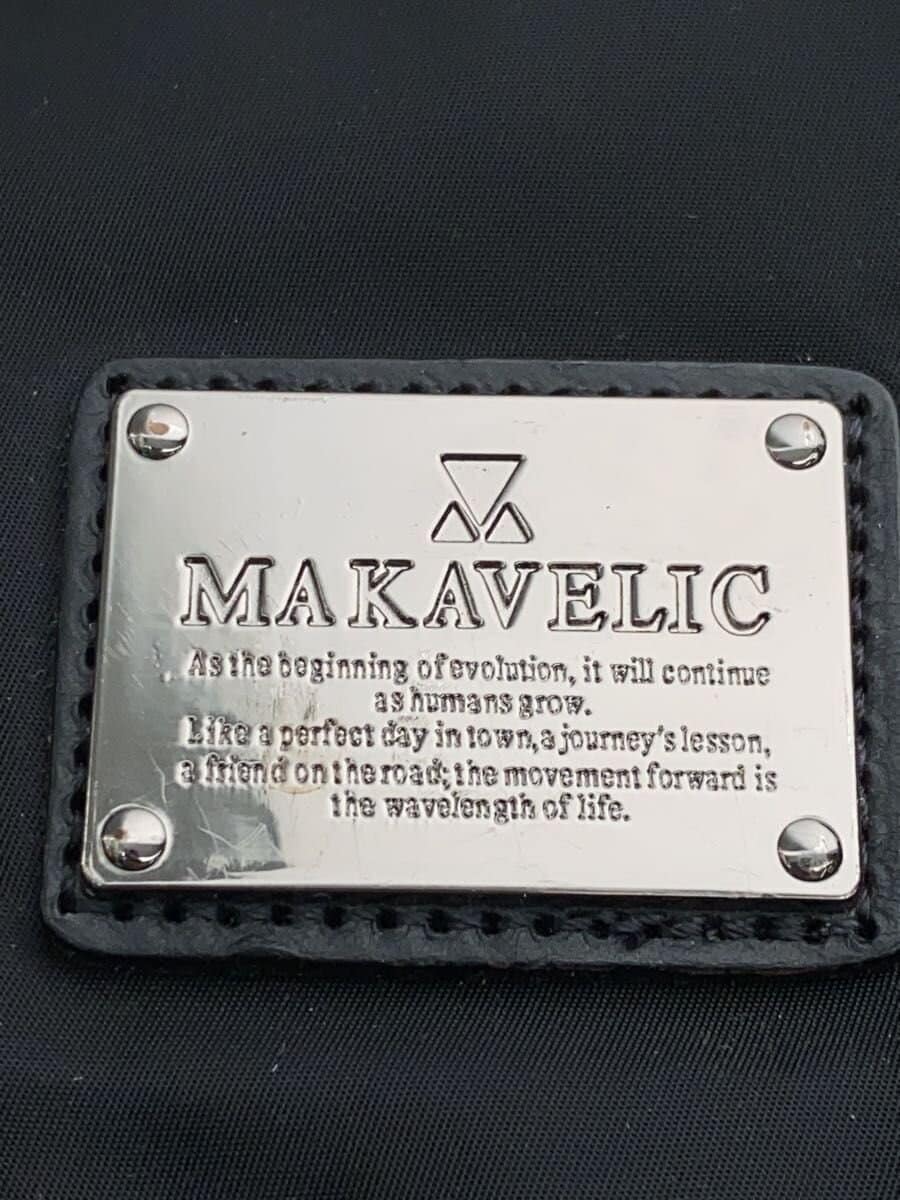 MAKAVELIC
As the beginning of evolution, it will continue
as humans grow.
Like a perfect day in town, a journey's lesson,
a friend on the road; the movement forward is
the wavelength of life.